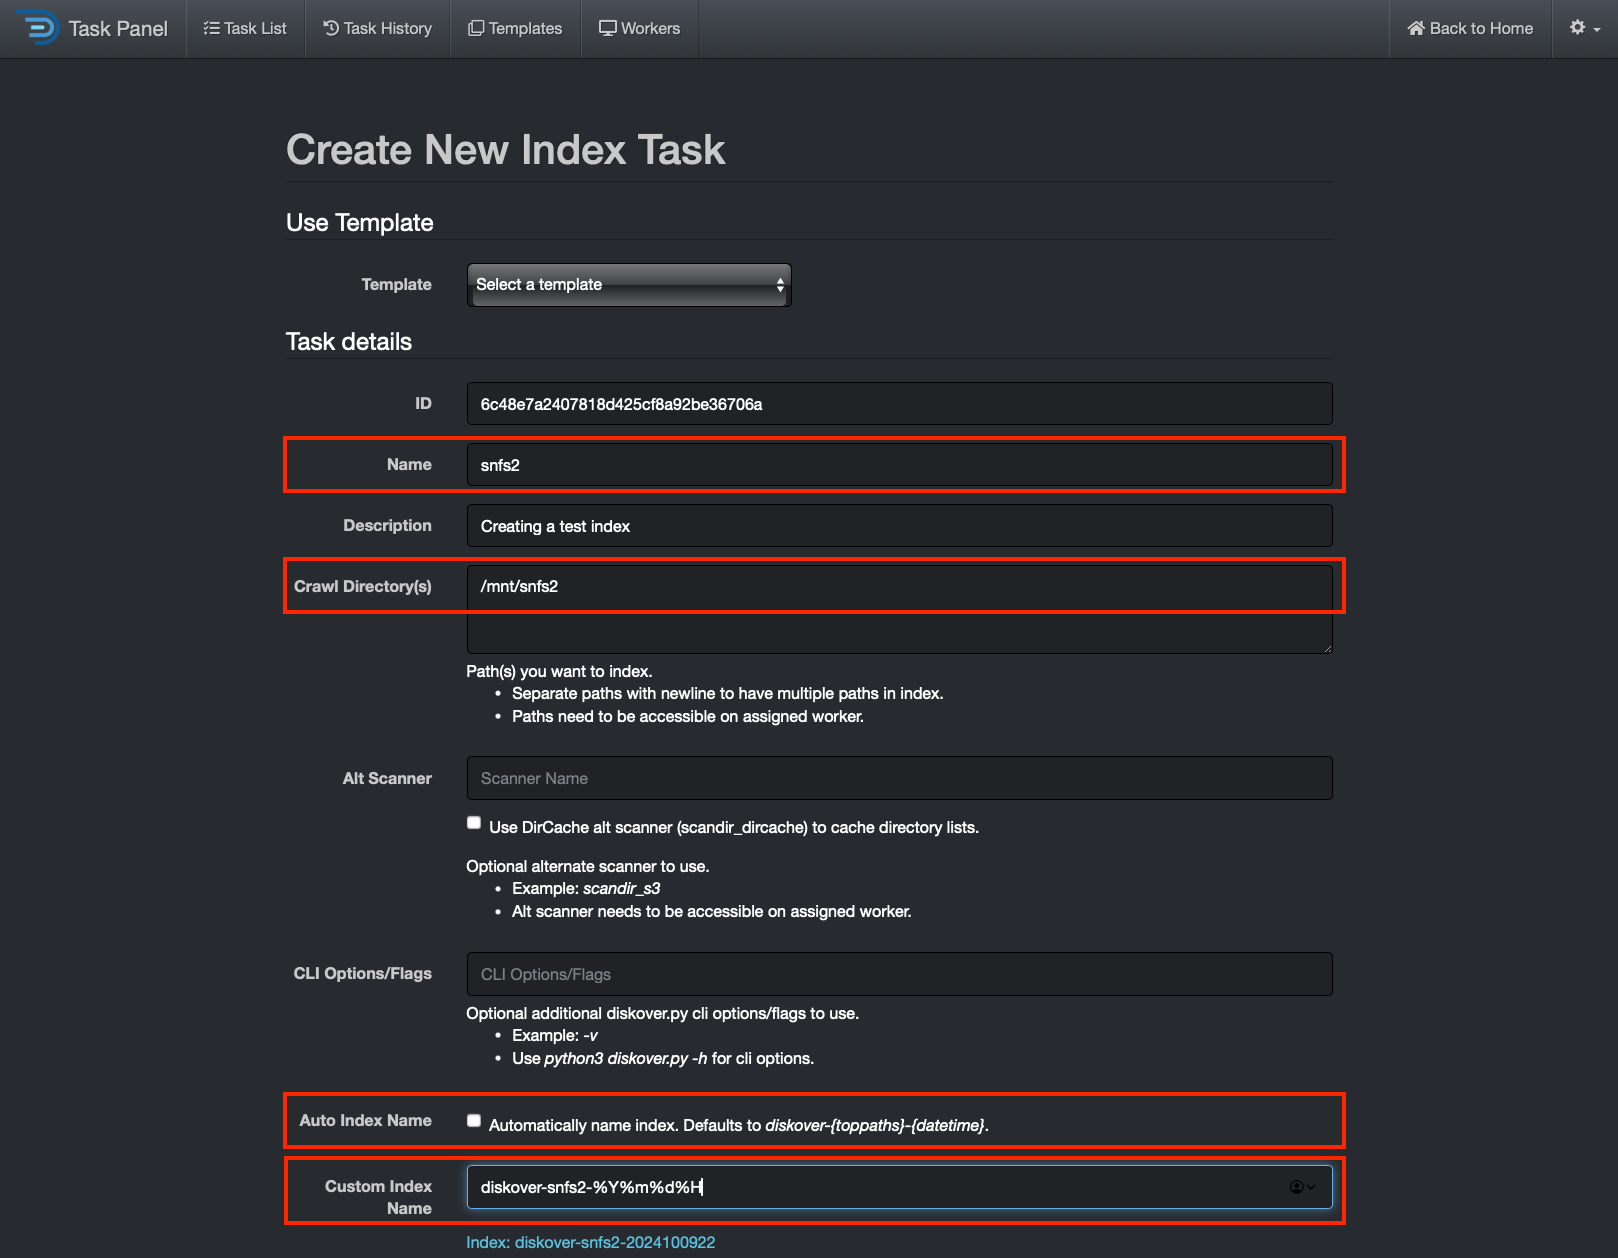 Task Panel Task List Task History Templates Workers Back to Home
Create New Index Task
Use Template
Template Select a template
Task details
ID 6c48e7a2407818d425cf8a92be36706a
Name snfs2
Description Creating a test index
Crawl Directory(s) /mnt/snfs2
Path(s) you want to index.
• Separate paths with newline to have multiple paths in index.
• Paths need to be accessible on assigned worker.
Alt Scanner Scanner Name
Use DirCache alt scanner (scandir_dircache) to cache directory lists.
Optional alternate scanner to use.
• Example: scandir_s3
• Alt scanner needs to be accessible on assigned worker.
CLI Options/Flags CLI Options/Flags
Optional additional diskover.py cli options/flags to use.
• Example: -v
• Use python3 diskover.py -h for cli options.
Auto Index Name Automatically name index. Defaults to diskover-{toppaths}-{datetime}.
Custom Index Name diskover-snfs2-%Y%m%d%H
Index: diskover-snfs2-2024100922